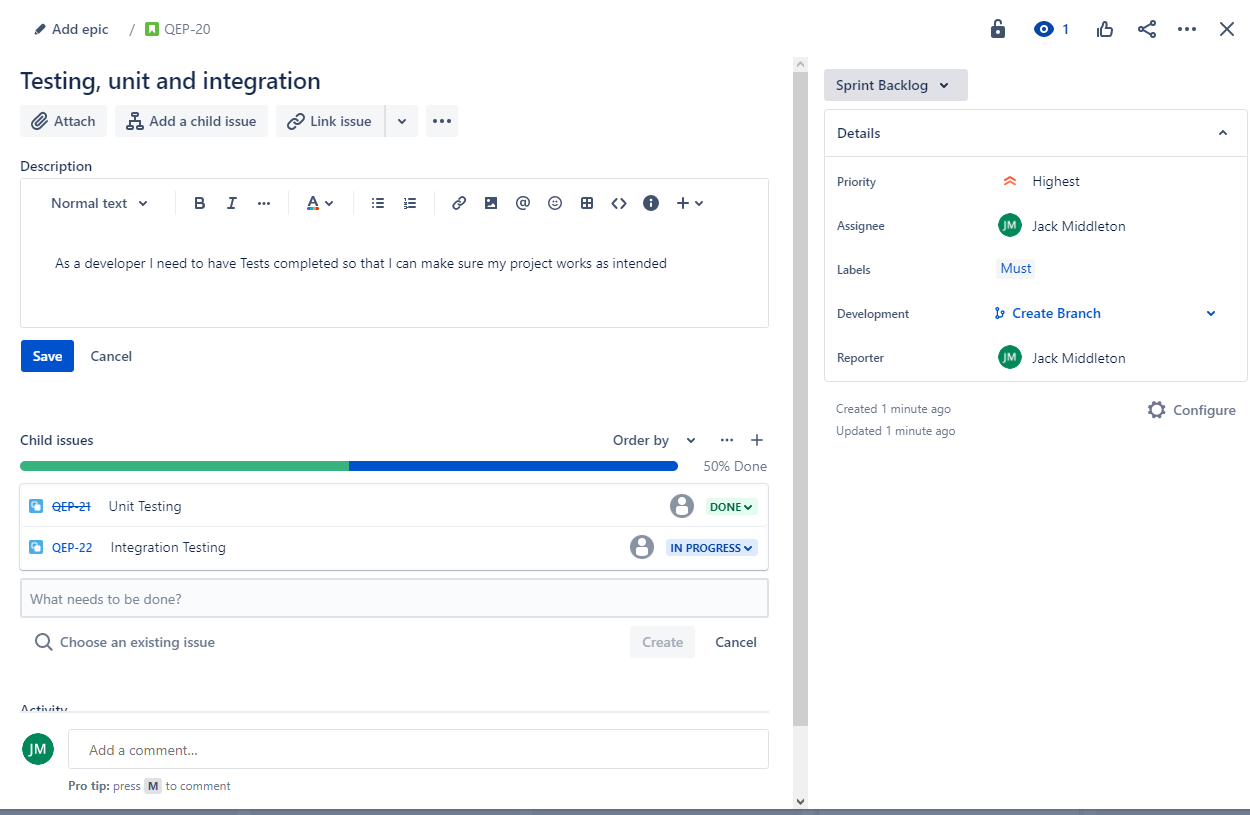 Add epic / QEP-20
1
Testing, unit and integration
Attach Add a child issue Link issue
Description
Normal text B I A @
As a developer I need to have Tests completed so that I can make sure my project works as intended
Save Cancel
Child issues Order by
50% Done
QEP-21 Unit Testing DONE
QEP-22 Integration Testing IN PROGRESS
What needs to be done?
Choose an existing issue Create Cancel
Activity
JM Add a comment...
Pro tip: press M to comment
Sprint Backlog
Details
Priority Highest
Assignee JM Jack Middleton
Labels Must
Development Create Branch
Reporter JM Jack Middleton
Created 1 minute ago Configure
Updated 1 minute ago